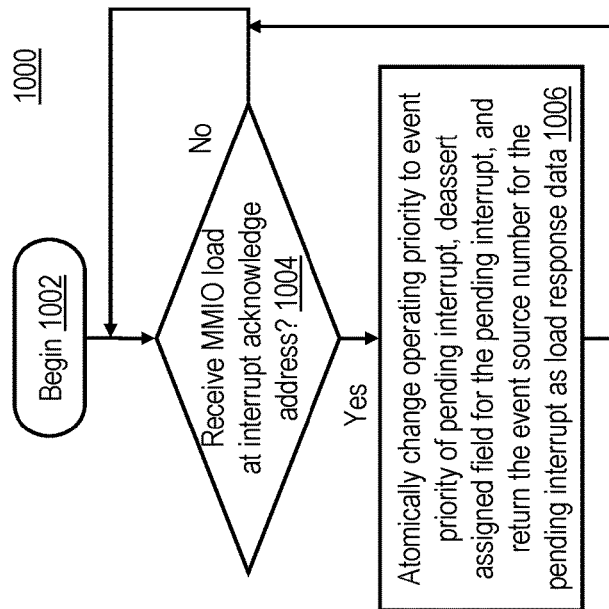 1000
Begin 1002
Receive MMIO load
at interrupt acknowledge
address? 1004
No
Yes
Atomically change operating priority to event
priority of pending interrupt, deassert
assigned field for the pending interrupt, and
return the event source number for the
pending interrupt as load response data 1006